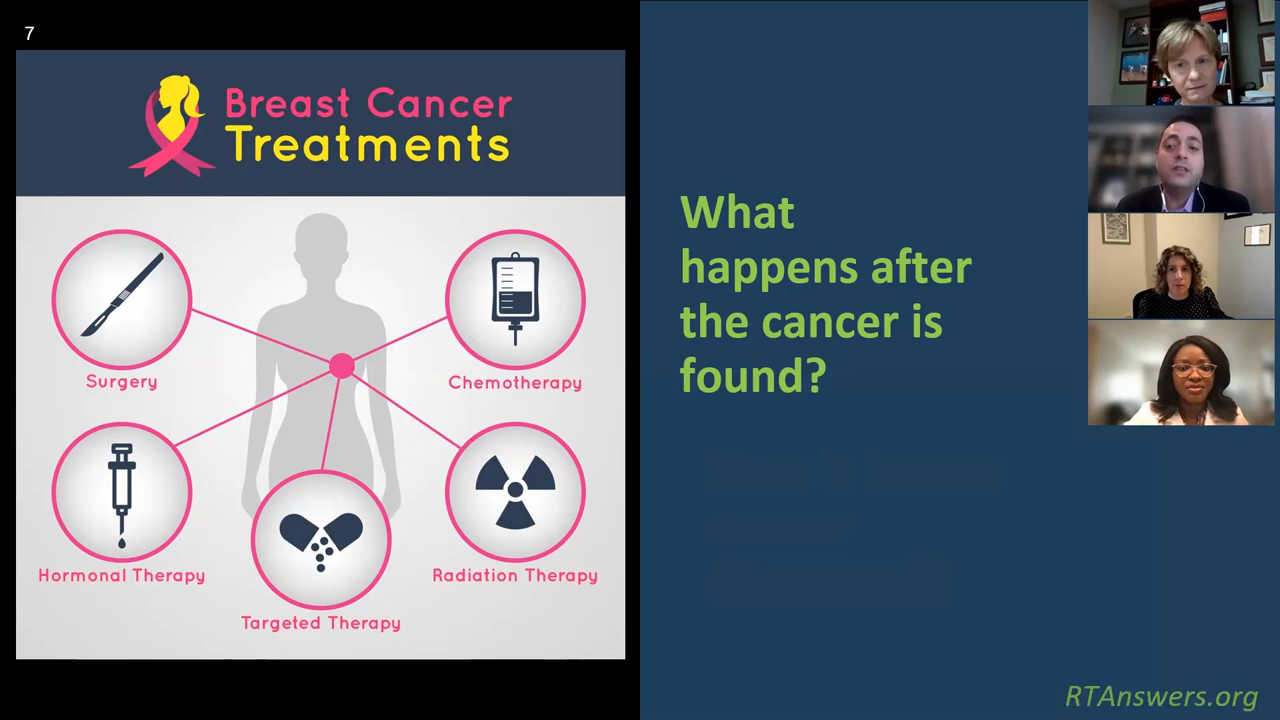 7
Breast Cancer
Treatments
Surgery
Chemotherapy
Hormonal Therapy
Radiation Therapy
Targeted Therapy
What
happens after
the cancer is
found?
RTAnswers.org